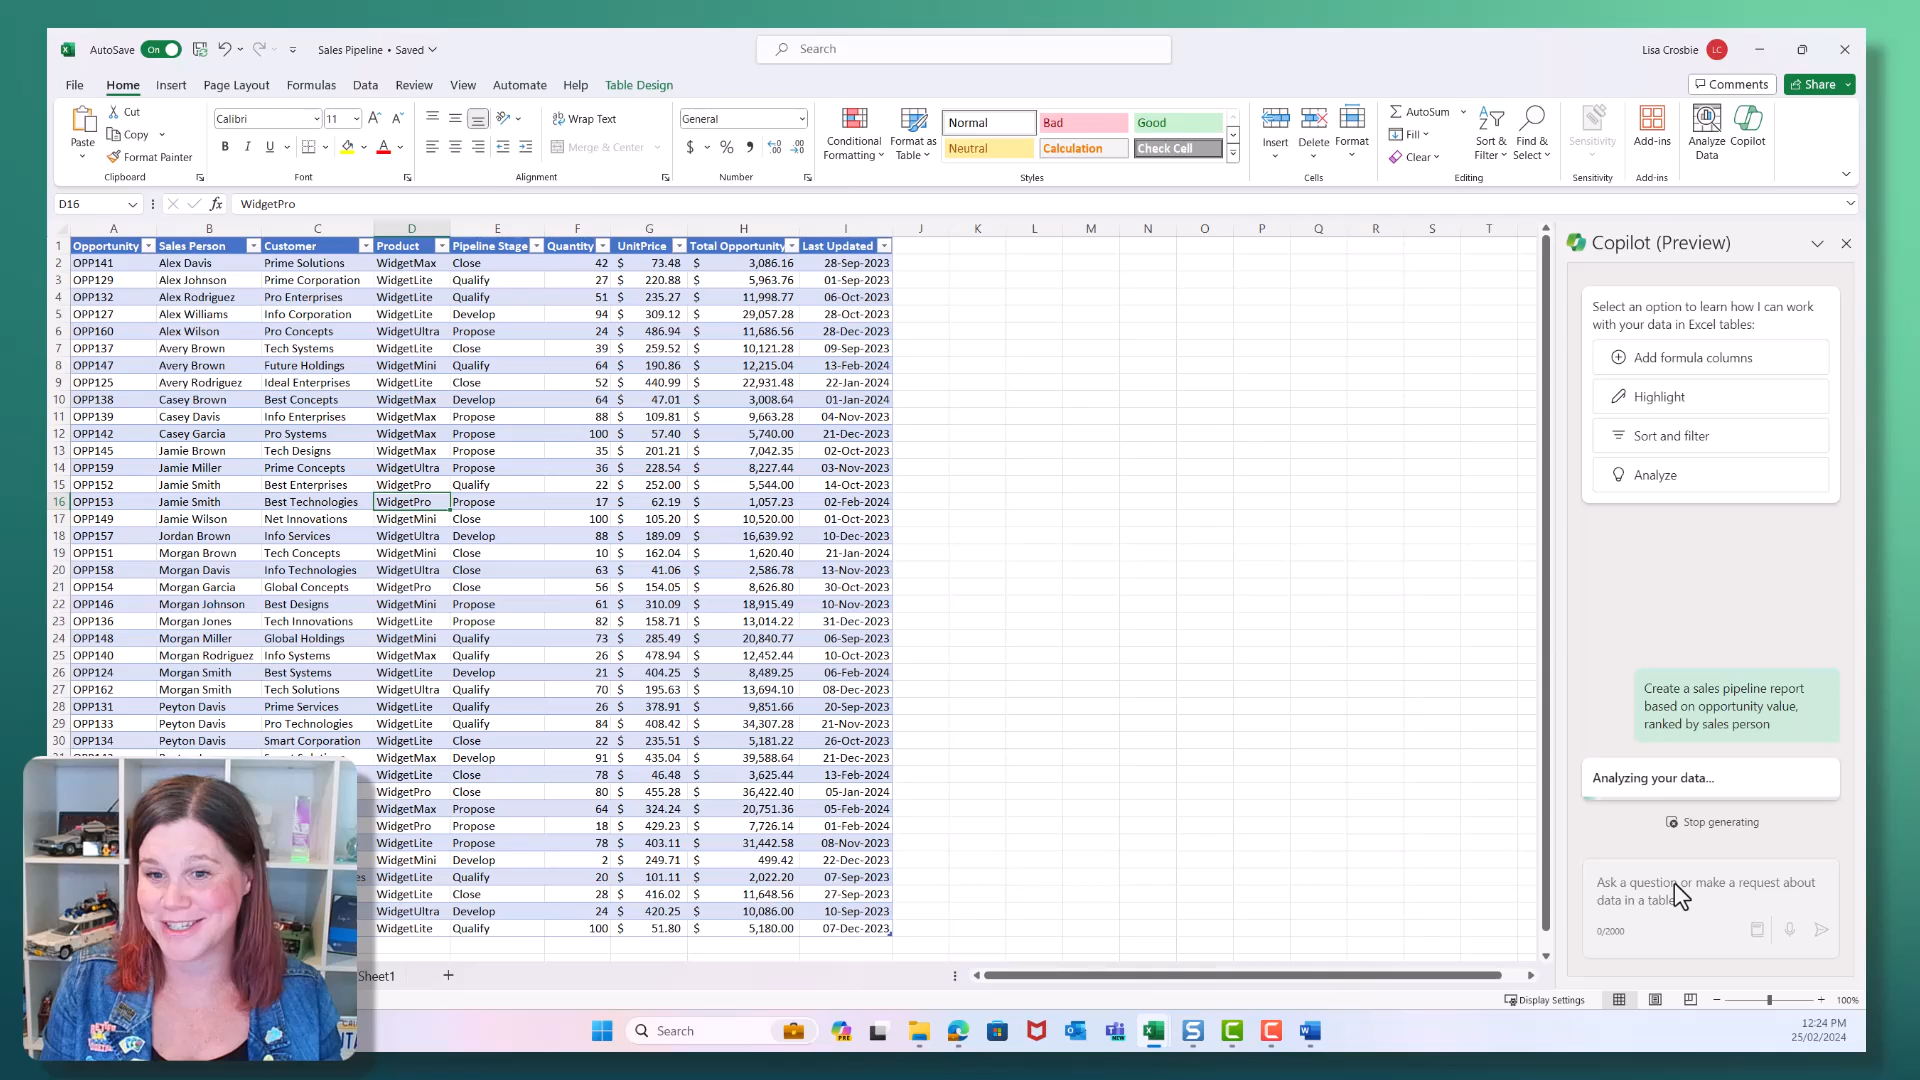 AutoSave On Sales Pipeline • Saved Search Lisa Crosbie LC
File Home Insert Page Layout Formulas Data Review View Automate Help Table Design Comments Share
Paste Cut Copy Format Painter Clipboard
Calibri 11 B I U A Font
Wrap Text Merge & Center Alignment
General $ % Number
Conditional Formatting Format as Table Normal Bad Good Neutral Calculation Check Cell Styles
Insert Delete Format Cells
AutoSum Fill Clear Sort & Filter Find & Select Editing
Sensitivity Sensitivity
Add-ins Add-ins
Analyze Data Copilot
D16 fx WidgetPro
A B C D E F G H I J K L M N O P Q R S T
1 Opportunity Sales Person Customer Product Pipeline Stage Quantity UnitPrice Total Opportunity Last Updated
2 OPP141 Alex Davis Prime Solutions WidgetMax Close 42 $ 73.48 $ 3,086.16 28-Sep-2023
3 OPP129 Alex Johnson Prime Corporation WidgetLite Qualify 27 $ 220.88 $ 5,963.76 01-Sep-2023
4 OPP132 Alex Rodriguez Pro Enterprises WidgetLite Qualify 51 $ 235.27 $ 11,998.77 06-Oct-2023
5 OPP127 Alex Williams Info Corporation WidgetLite Develop 94 $ 309.12 $ 29,057.28 28-Oct-2023
6 OPP160 Alex Wilson Pro Concepts WidgetUltra Propose 24 $ 486.94 $ 11,686.56 28-Dec-2023
7 OPP137 Avery Brown Tech Systems WidgetLite Close 39 $ 259.52 $ 10,121.28 09-Sep-2023
8 OPP147 Avery Brown Future Holdings WidgetMini Qualify 64 $ 190.86 $ 12,215.04 13-Feb-2024
9 OPP125 Avery Rodriguez Ideal Enterprises WidgetLite Close 52 $ 440.99 $ 22,931.48 22-Jan-2024
10 OPP138 Casey Brown Best Concepts WidgetMax Develop 64 $ 47.01 $ 3,008.64 01-Jan-2024
11 OPP139 Casey Davis Info Enterprises WidgetMax Propose 88 $ 109.81 $ 9,663.28 04-Nov-2023
12 OPP142 Casey Garcia Pro Systems WidgetMax Propose 100 $ 57.40 $ 5,740.00 21-Dec-2023
13 OPP145 Jamie Brown Tech Designs WidgetMax Propose 35 $ 201.21 $ 7,042.35 02-Oct-2023
14 OPP159 Jamie Miller Prime Concepts WidgetUltra Propose 36 $ 228.54 $ 8,227.44 03-Nov-2023
15 OPP152 Jamie Smith Best Enterprises WidgetPro Qualify 22 $ 252.00 $ 5,544.00 14-Oct-2023
16 OPP153 Jamie Smith Best Technologies WidgetPro Propose 17 $ 62.19 $ 1,057.23 02-Feb-2024
17 OPP149 Jamie Wilson Net Innovations WidgetMini Close 100 $ 105.20 $ 10,520.00 01-Oct-2023
18 OPP157 Jordan Brown Info Services WidgetUltra Develop 88 $ 189.09 $ 16,639.92 10-Dec-2023
19 OPP151 Morgan Brown Tech Concepts WidgetMini Close 10 $ 162.04 $ 1,620.40 21-Jan-2024
20 OPP158 Morgan Davis Info Technologies WidgetUltra Close 63 $ 41.06 $ 2,586.78 13-Nov-2023
21 OPP154 Morgan Garcia Global Concepts WidgetPro Close 56 $ 154.05 $ 8,626.80 30-Oct-2023
22 OPP146 Morgan Johnson Best Designs WidgetMini Propose 61 $ 310.09 $ 18,915.49 10-Nov-2023
23 OPP136 Morgan Jones Tech Innovations WidgetLite Propose 82 $ 158.71 $ 13,014.22 31-Dec-2023
24 OPP148 Morgan Miller Global Holdings WidgetMini Qualify 73 $ 285.49 $ 20,840.77 06-Sep-2023
25 OPP140 Morgan Rodriguez Info Systems WidgetMax Qualify 26 $ 478.94 $ 12,452.44 10-Oct-2023
26 OPP124 Morgan Smith Best Systems WidgetLite Develop 21 $ 404.25 $ 8,489.25 06-Feb-2024
27 OPP162 Morgan Smith Tech Solutions WidgetUltra Qualify 70 $ 195.63 $ 13,694.10 08-Dec-2023
28 OPP131 Peyton Davis Prime Services WidgetLite Qualify 26 $ 378.91 $ 9,851.66 20-Sep-2023
29 OPP133 Peyton Davis Pro Technologies WidgetLite Qualify 84 $ 408.42 $ 34,307.28 21-Nov-2023
30 OPP134 Peyton Davis Smart Corporation WidgetLite Close 22 $ 235.51 $ 5,181.22 26-Oct-2023
WidgetMax Develop 91 $ 435.04 $ 39,588.64 21-Dec-2023
WidgetLite Close 78 $ 46.48 $ 3,625.44 13-Feb-2024
WidgetPro Close 80 $ 455.28 $ 36,422.40 05-Jan-2024
WidgetMax Propose 64 $ 324.24 $ 20,751.36 05-Feb-2024
WidgetPro Propose 18 $ 429.23 $ 7,726.14 01-Feb-2024
WidgetLite Propose 78 $ 403.11 $ 31,442.58 08-Nov-2023
WidgetMini Develop 2 $ 249.71 $ 499.42 22-Dec-2023
WidgetLite Qualify 20 $ 101.11 $ 2,022.20 07-Sep-2023
WidgetLite Close 28 $ 416.02 $ 11,648.56 27-Sep-2023
WidgetUltra Develop 24 $ 420.25 $ 10,086.00 10-Sep-2023
WidgetLite Qualify 100 $ 51.80 $ 5,180.00 07-Dec-2023
heet1
Copilot (Preview)
Select an option to learn how I can work
with your data in Excel tables:
Add formula columns
Highlight
Sort and filter
Analyze
Create a sales pipeline report
based on opportunity value,
ranked by sales person
Analyzing your data...
Stop generating
Ask a question or make a request about
data in a table
0/2000
Display Settings 100%
Search PRE NEW
12:24 PM
25/02/2024